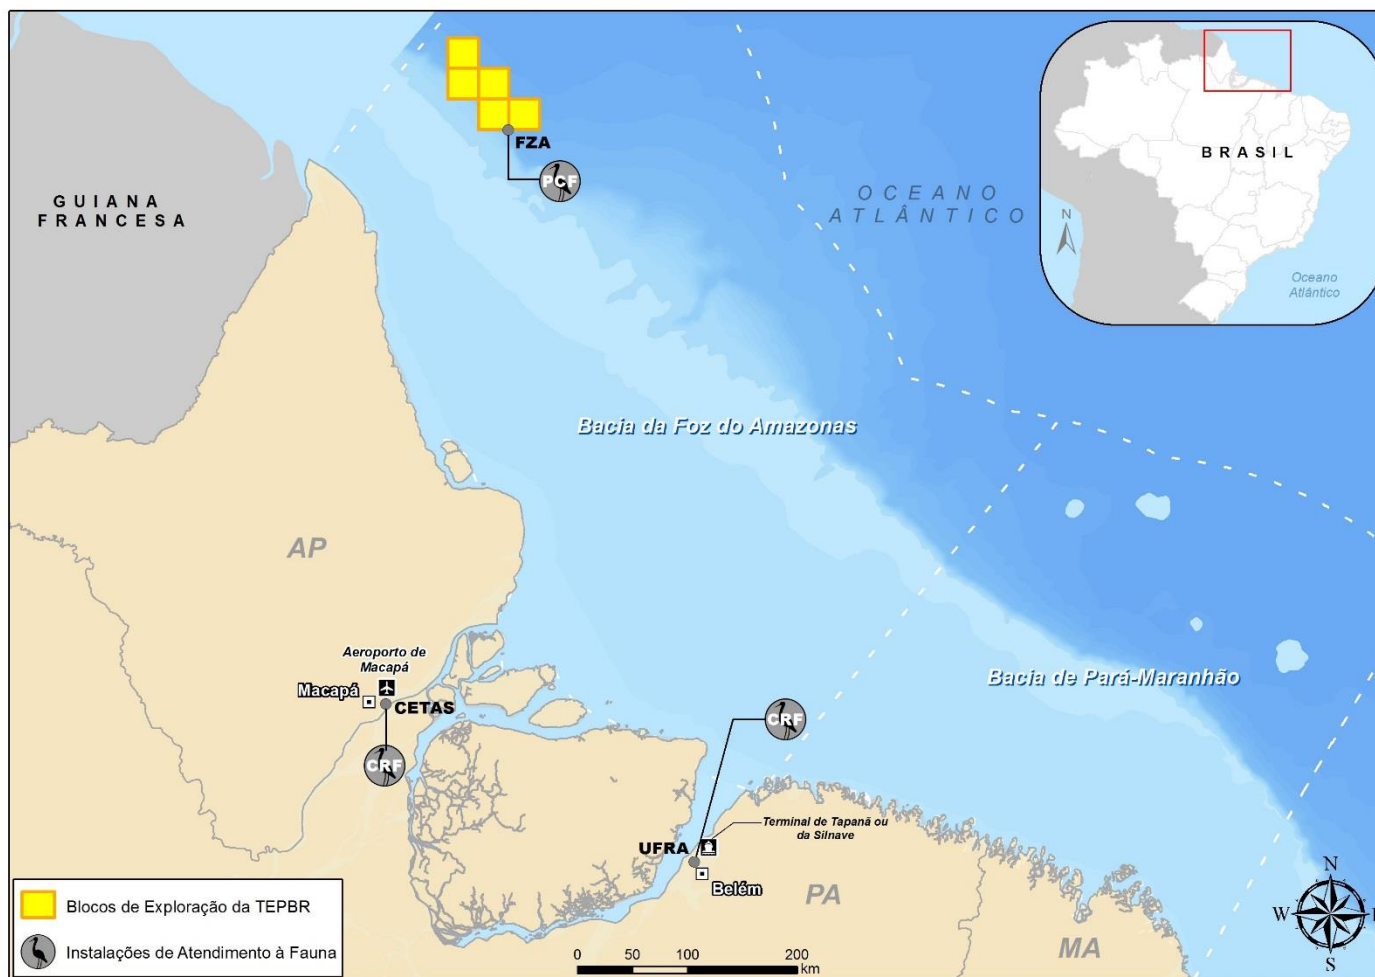 FZA
PCF
GUIANA
FRANCESA
OCEANO
ATLÂNTICO
BRASIL
N
Oceano
Atlântico
Bacia da Foz do Amazonas
AP
Aeroporto de
Macapá
Macapá
CETAS
CRF
CRF
Bacia de Pará-Maranhão
Terminal de Tapanã ou
da Silnave
UFRA
Belém
PA
MA
Blocos de Exploração da TEPBR
Instalações de Atendimento à Fauna
0 50 100 200
km
N
W
S